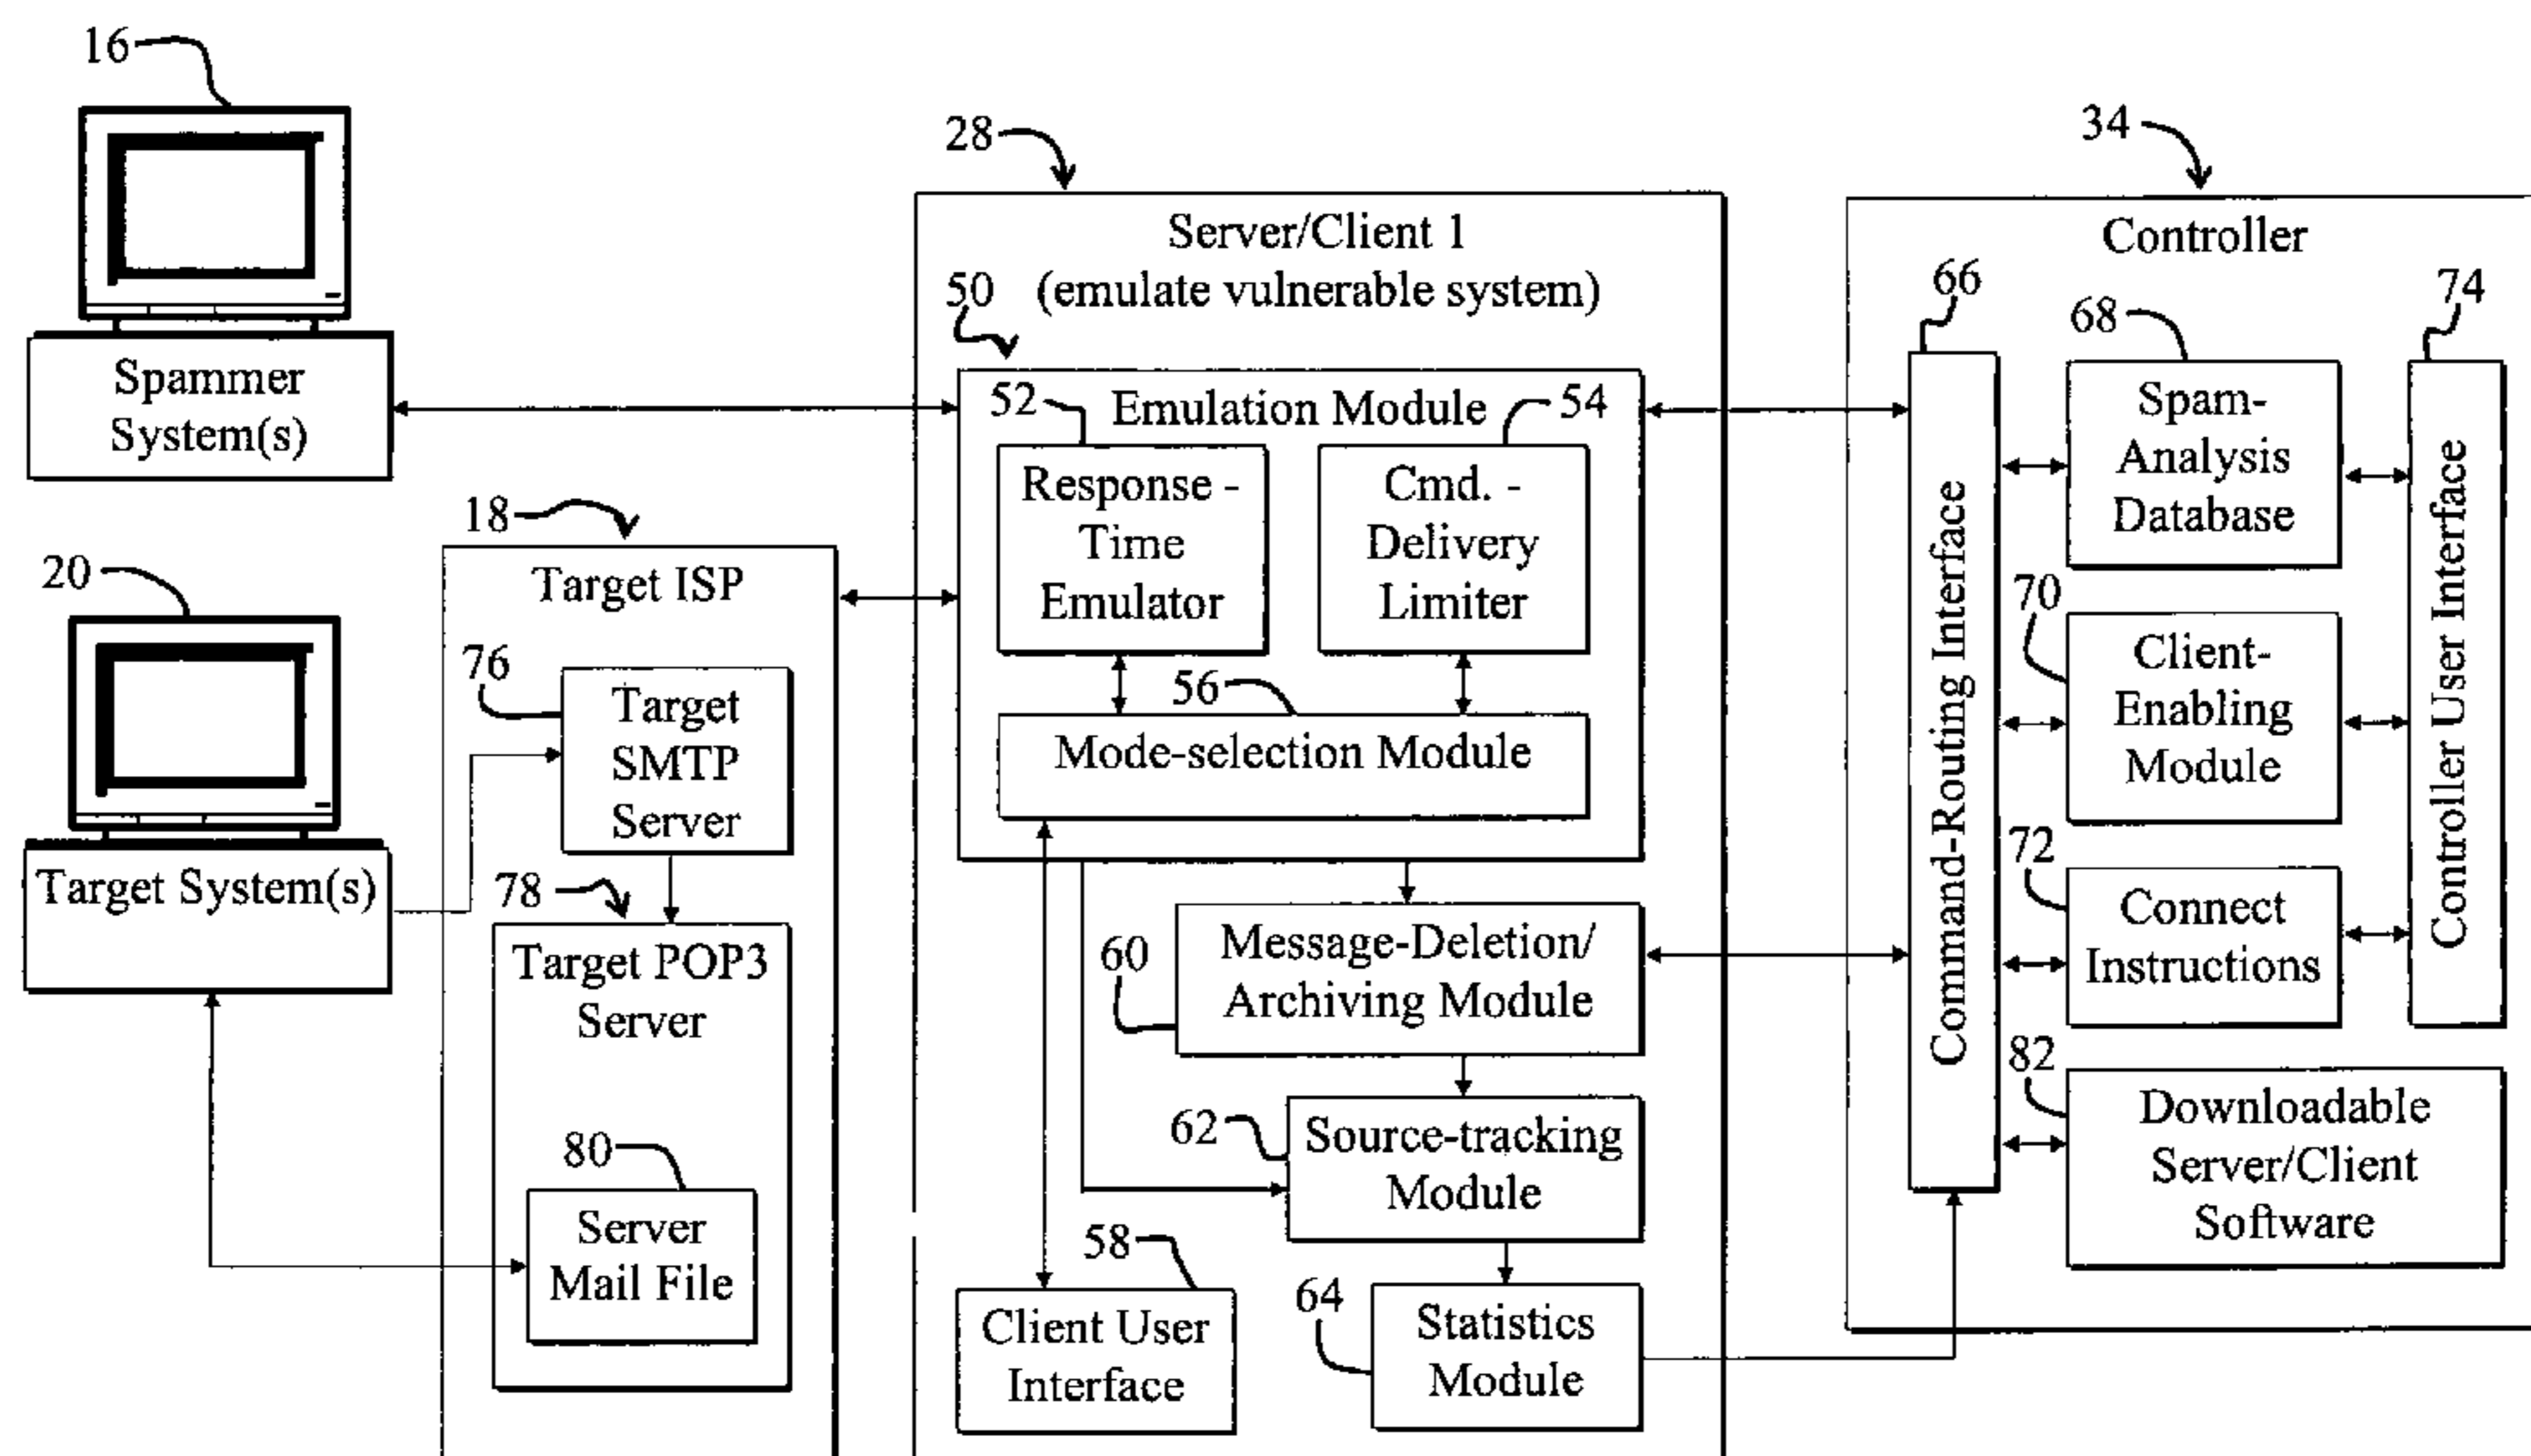 16
Spammer
System(s)
20
Target System(s)
18
Target ISP
76
Target
SMTP
Server
78
Target POP3
Server
80
Server
Mail File
28
Server/Client 1
(emulate vulnerable system)
50
Emulation Module
52
Response -
Time
Emulator
54
Cmd. -
Delivery
Limiter
56
Mode-selection Module
60
Message-Deletion/
Archiving Module
62
Source-tracking
Module
58
Client User
Interface
64
Statistics
Module
34
Controller
66
Command-Routing Interface
68
Spam-
Analysis
Database
70
Client-
Enabling
Module
72
Connect
Instructions
74
Controller User Interface
82
Downloadable
Server/Client
Software